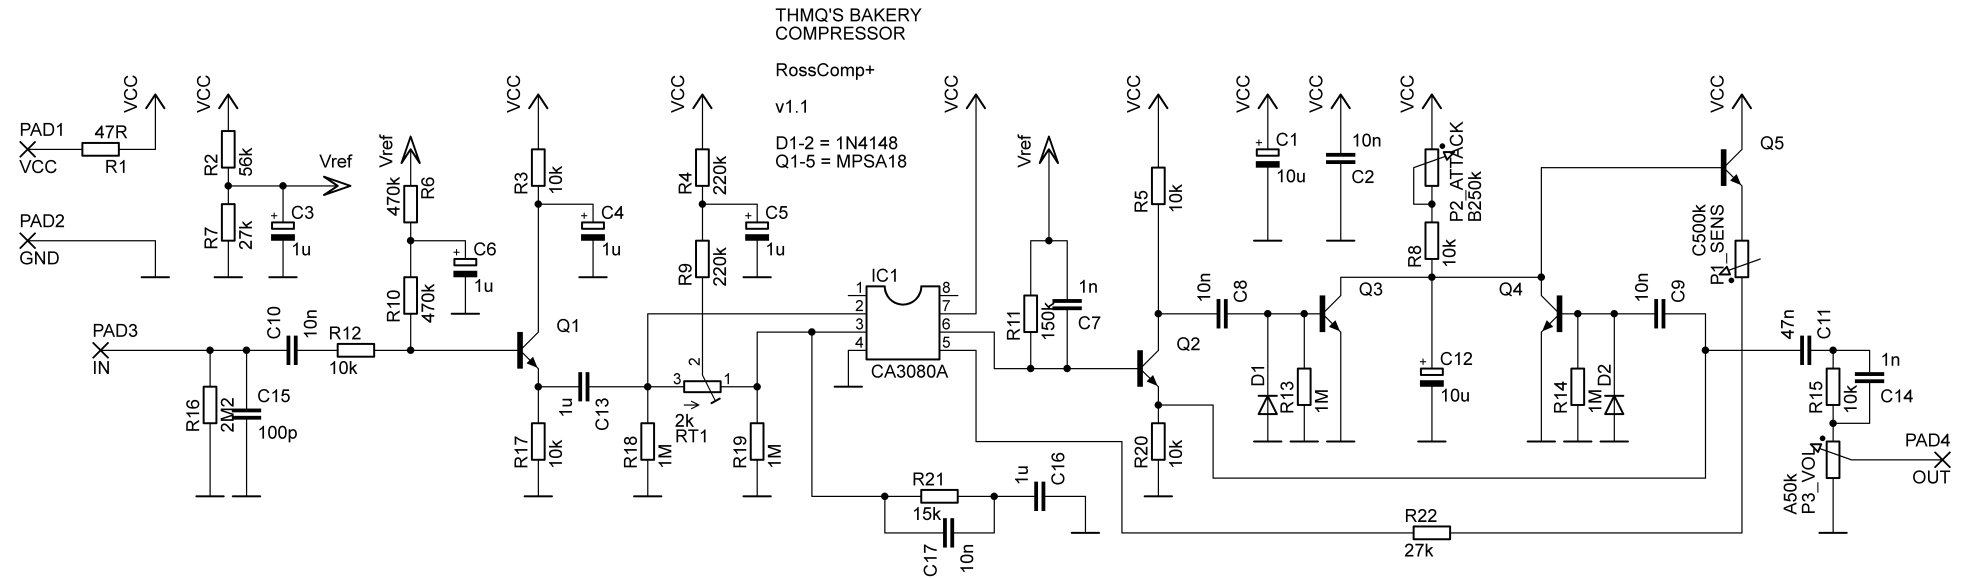 THMQ'S BAKERY
COMPRESSOR
RossComp+
v1.1
D1-2 = 1N4148
Q1-5 = MPSA18
PAD1
VCC
47R
R1
VCC
PAD2
GND
VCC
R2
56k
Vref
R7
27k
C3
+
1u
Vref
R6
470k
R10
470k
C6
+
1u
PAD3
IN
R16
2M2
C15
100p
C10
10n
R12
10k
VCC
R3
10k
C4
+
1u
Q1
R17
10k
C13
1u
VCC
R4
220k
C5
+
1u
R9
220k
3
2
1
2k
RT1
R18
1M
R19
1M
IC1
1
2
3
4
8
7
6
5
CA3080A
VCC
R21
15k
C17
10n
C16
1u
Vref
R11
150k
C7
1n
VCC
R5
10k
Q2
R20
10k
C8
10n
D1
R13
1M
Q3
VCC
C1
+
10u
VCC
10n
C2
VCC
P2_ATTACK
B250k
R8
10k
C12
+
10u
Q4
R14
1M
D2
C9
10n
VCC
Q5
C500k
P1_SENS
R22
27k
C11
47n
R15
10k
1n
C14
A50k
P3_VOL
PAD4
OUT